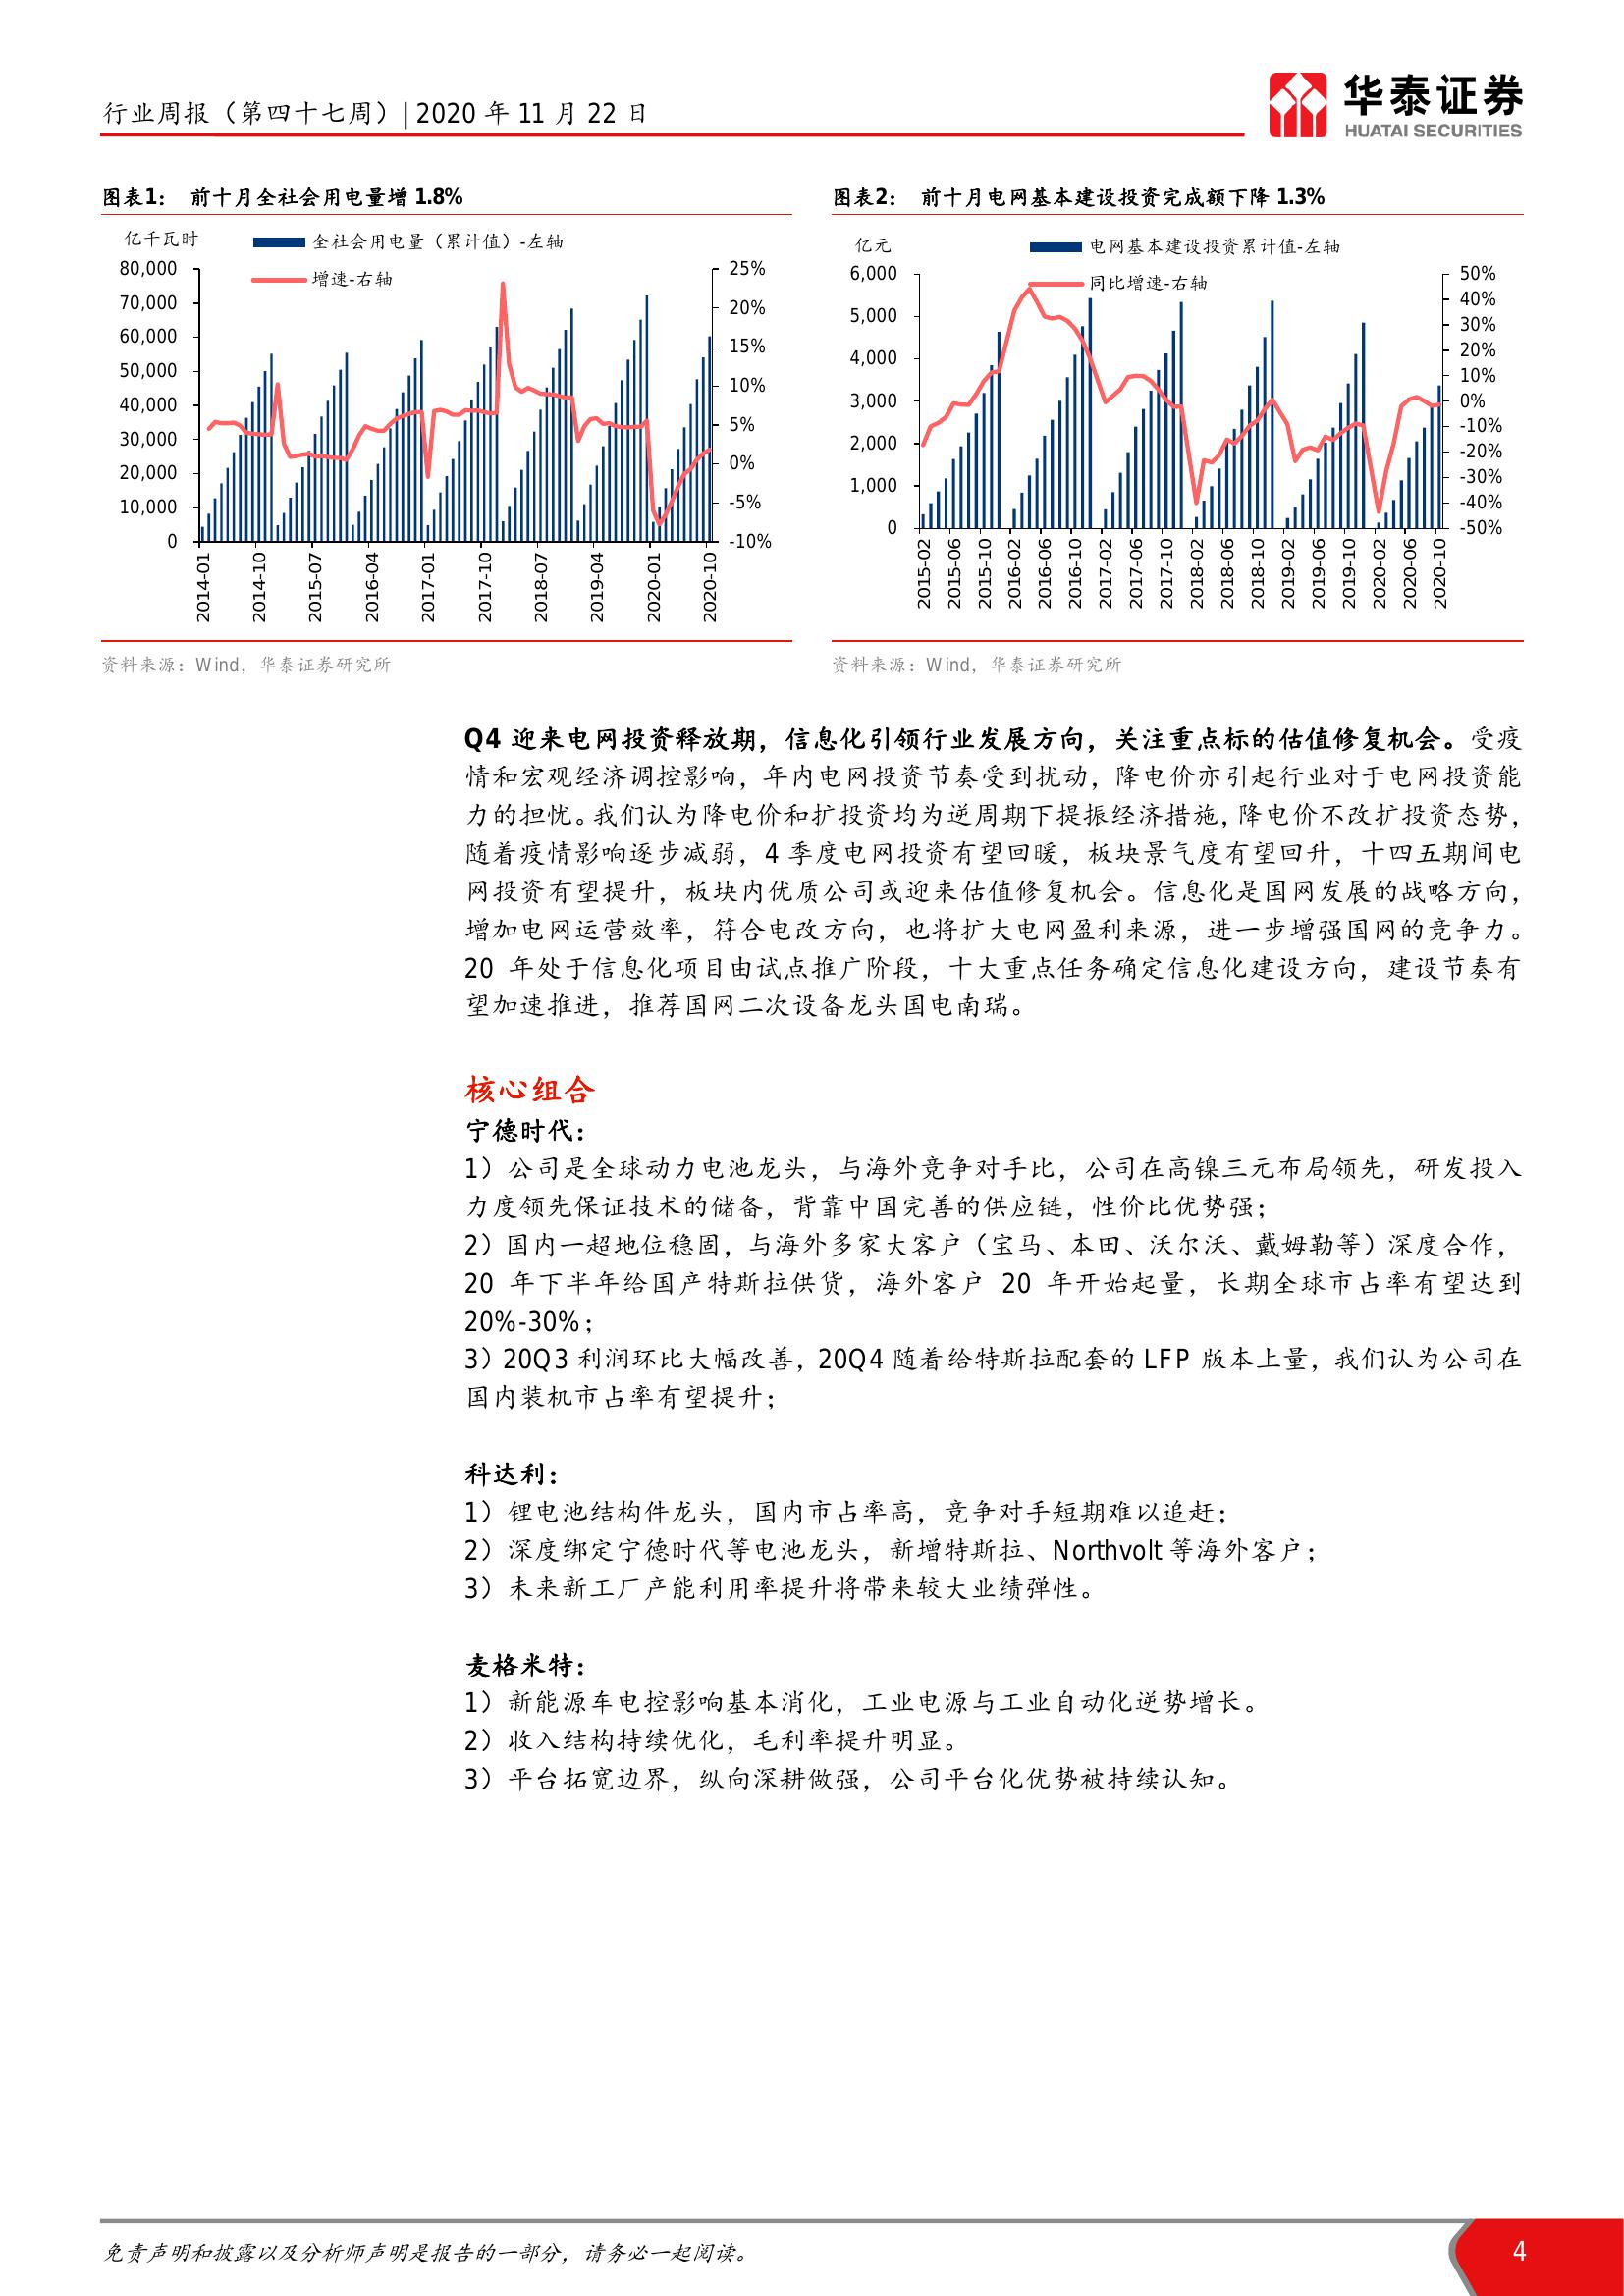 行业周报（第四十七周）| 2020 年 11 月 22 日
华泰证券
HUATAI SECURITIES
图表1： 前十月全社会用电量增 1.8%
亿千瓦时
全社会用电量（累计值）-左轴
增速-右轴
80,000
70,000
60,000
50,000
40,000
30,000
20,000
10,000
0
25%
20%
15%
10%
5%
0%
-5%
-10%
2014-01
2014-10
2015-07
2016-04
2017-01
2017-10
2018-07
2019-04
2020-01
2020-10
资料来源：Wind，华泰证券研究所
图表2： 前十月电网基本建设投资完成额下降 1.3%
亿元
电网基本建设投资累计值-左轴
同比增速-右轴
6,000
5,000
4,000
3,000
2,000
1,000
0
50%
40%
30%
20%
10%
0%
-10%
-20%
-30%
-40%
-50%
2015-02
2015-06
2015-10
2016-02
2016-06
2016-10
2017-02
2017-06
2017-10
2018-02
2018-06
2018-10
2019-02
2019-06
2019-10
2020-02
2020-06
2020-10
资料来源：Wind，华泰证券研究所
Q4 迎来电网投资释放期，信息化引领行业发展方向，关注重点标的估值修复机会。受疫
情和宏观经济调控影响，年内电网投资节奏受到扰动，降电价亦引起行业对于电网投资能
力的担忧。我们认为降电价和扩投资均为逆周期下提振经济措施，降电价不改扩投资态势，
随着疫情影响逐步减弱，4 季度电网投资有望回暖，板块景气度有望回升，十四五期间电
网投资有望提升，板块内优质公司或迎来估值修复机会。信息化是国网发展的战略方向，
增加电网运营效率，符合电改方向，也将扩大电网盈利来源，进一步增强国网的竞争力。
20 年处于信息化项目由试点推广阶段，十大重点任务确定信息化建设方向，建设节奏有
望加速推进，推荐国网二次设备龙头国电南瑞。
核心组合
宁德时代：
1）公司是全球动力电池龙头，与海外竞争对手比，公司在高镍三元布局领先，研发投入
力度领先保证技术的储备，背靠中国完善的供应链，性价比优势强；
2）国内一超地位稳固，与海外多家大客户（宝马、本田、沃尔沃、戴姆勒等）深度合作，
20 年下半年给国产特斯拉供货，海外客户 20 年开始起量，长期全球市占率有望达到
20%-30%；
3）20Q3 利润环比大幅改善，20Q4 随着给特斯拉配套的 LFP 版本上量，我们认为公司在
国内装机市占率有望提升；
科达利：
1）锂电池结构件龙头，国内市占率高，竞争对手短期难以追赶；
2）深度绑定宁德时代等电池龙头，新增特斯拉、Northvolt 等海外客户；
3）未来新工厂产能利用率提升将带来较大业绩弹性。
麦格米特：
1）新能源车电控影响基本消化，工业电源与工业自动化逆势增长。
2）收入结构持续优化，毛利率提升明显。
3）平台拓宽边界，纵向深耕做强，公司平台化优势被持续认知。
免责声明和披露以及分析师声明是报告的一部分，请务必一起阅读。
4